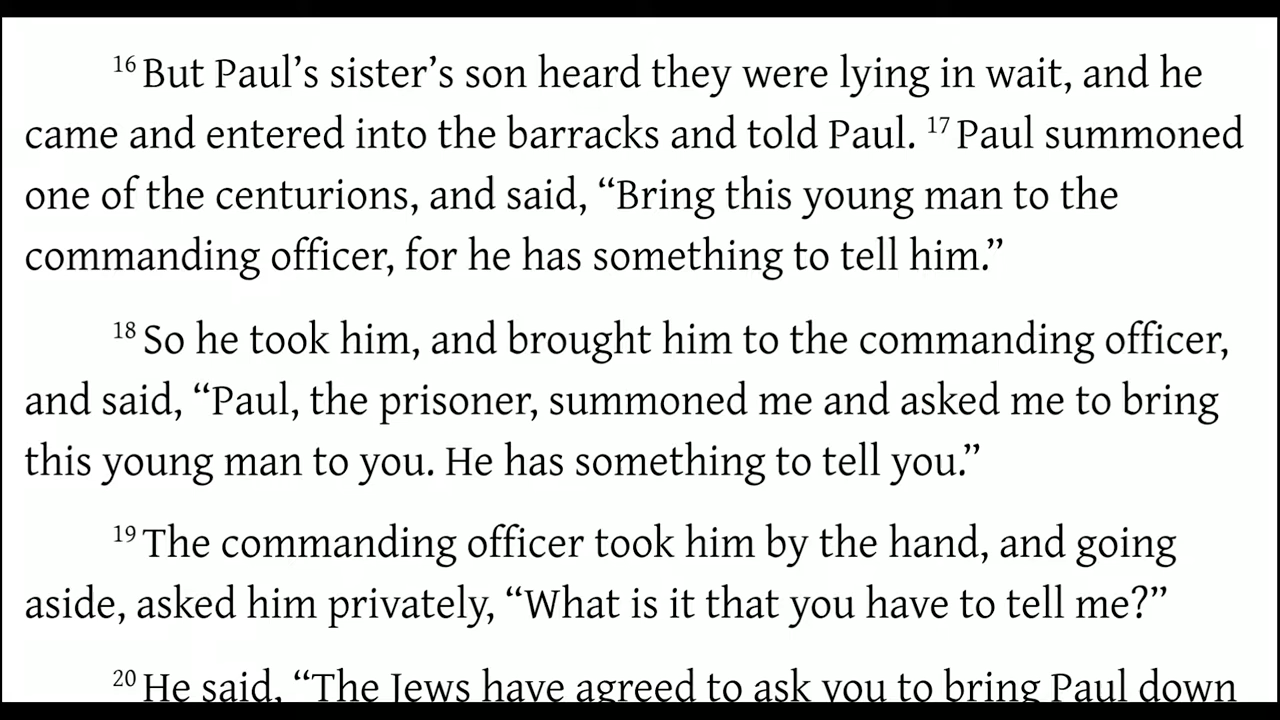 16 But Paul’s sister’s son heard they were lying in wait, and he
came and entered into the barracks and told Paul. 17 Paul summoned
one of the centurions, and said, “Bring this young man to the
commanding officer, for he has something to tell him.”
18 So he took him, and brought him to the commanding officer,
and said, “Paul, the prisoner, summoned me and asked me to bring
this young man to you. He has something to tell you.”
19 The commanding officer took him by the hand, and going
aside, asked him privately, “What is it that you have to tell me?”
20 He said, “The Jews have agreed to ask you to bring Paul down